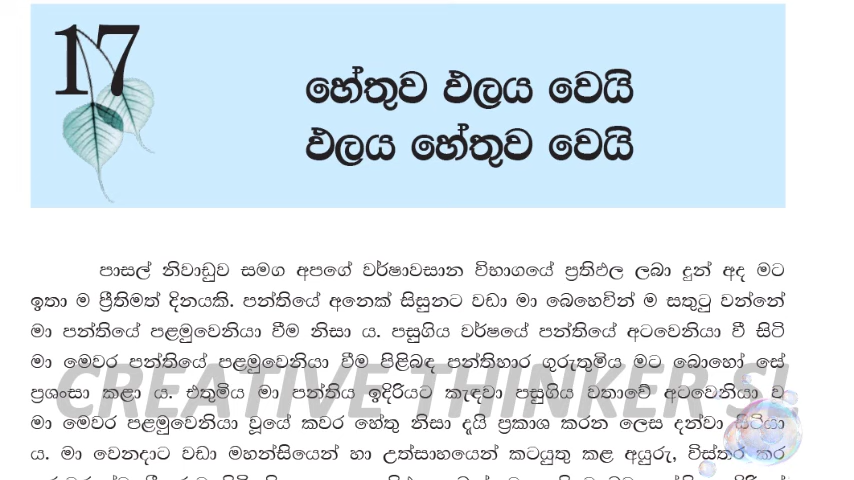 17
හේතුව ඵලය වෙයි
ඵලය හේතුව වෙයි
පාසල් නිවාඩුව සමග අපගේ වර්ෂාවසාන විභාගයේ ප්‍රතිඵල ලබා දුන් අද මට
ඉතා ම ප්‍රීතිමත් දිනයකි. පන්තියේ අනෙක් සිසුනට වඩා මා බෙහෙවින් ම සතුටු වන්නේ
මා පන්තියේ පළමුවෙනියා වීම නිසා ය. පසුගිය වර්ෂයේ පන්තියේ අටවෙනියා වී සිටි
මා මෙවර පන්තියේ පළමුවෙනියා වීම පිළිබඳ පන්තිභාර ගුරුතුමිය මට බොහෝ සේ
ප්‍රශංසා කළා ය. එතුමිය මා පන්තිය ඉදිරියට කැඳවා පසුගිය වතාවේ අටවෙනියා වූ
මා මෙවර පළමුවෙනියා වූයේ කවර හේතු නිසා දැයි ප්‍රකාශ කරන ලෙස දන්වා සිටියා
ය. මා වෙනදාට වඩා මහන්සියෙන් හා උත්සාහයෙන් කටයුතු කළ අයුරු, විස්තර කර
CREATIVE THINKER SL